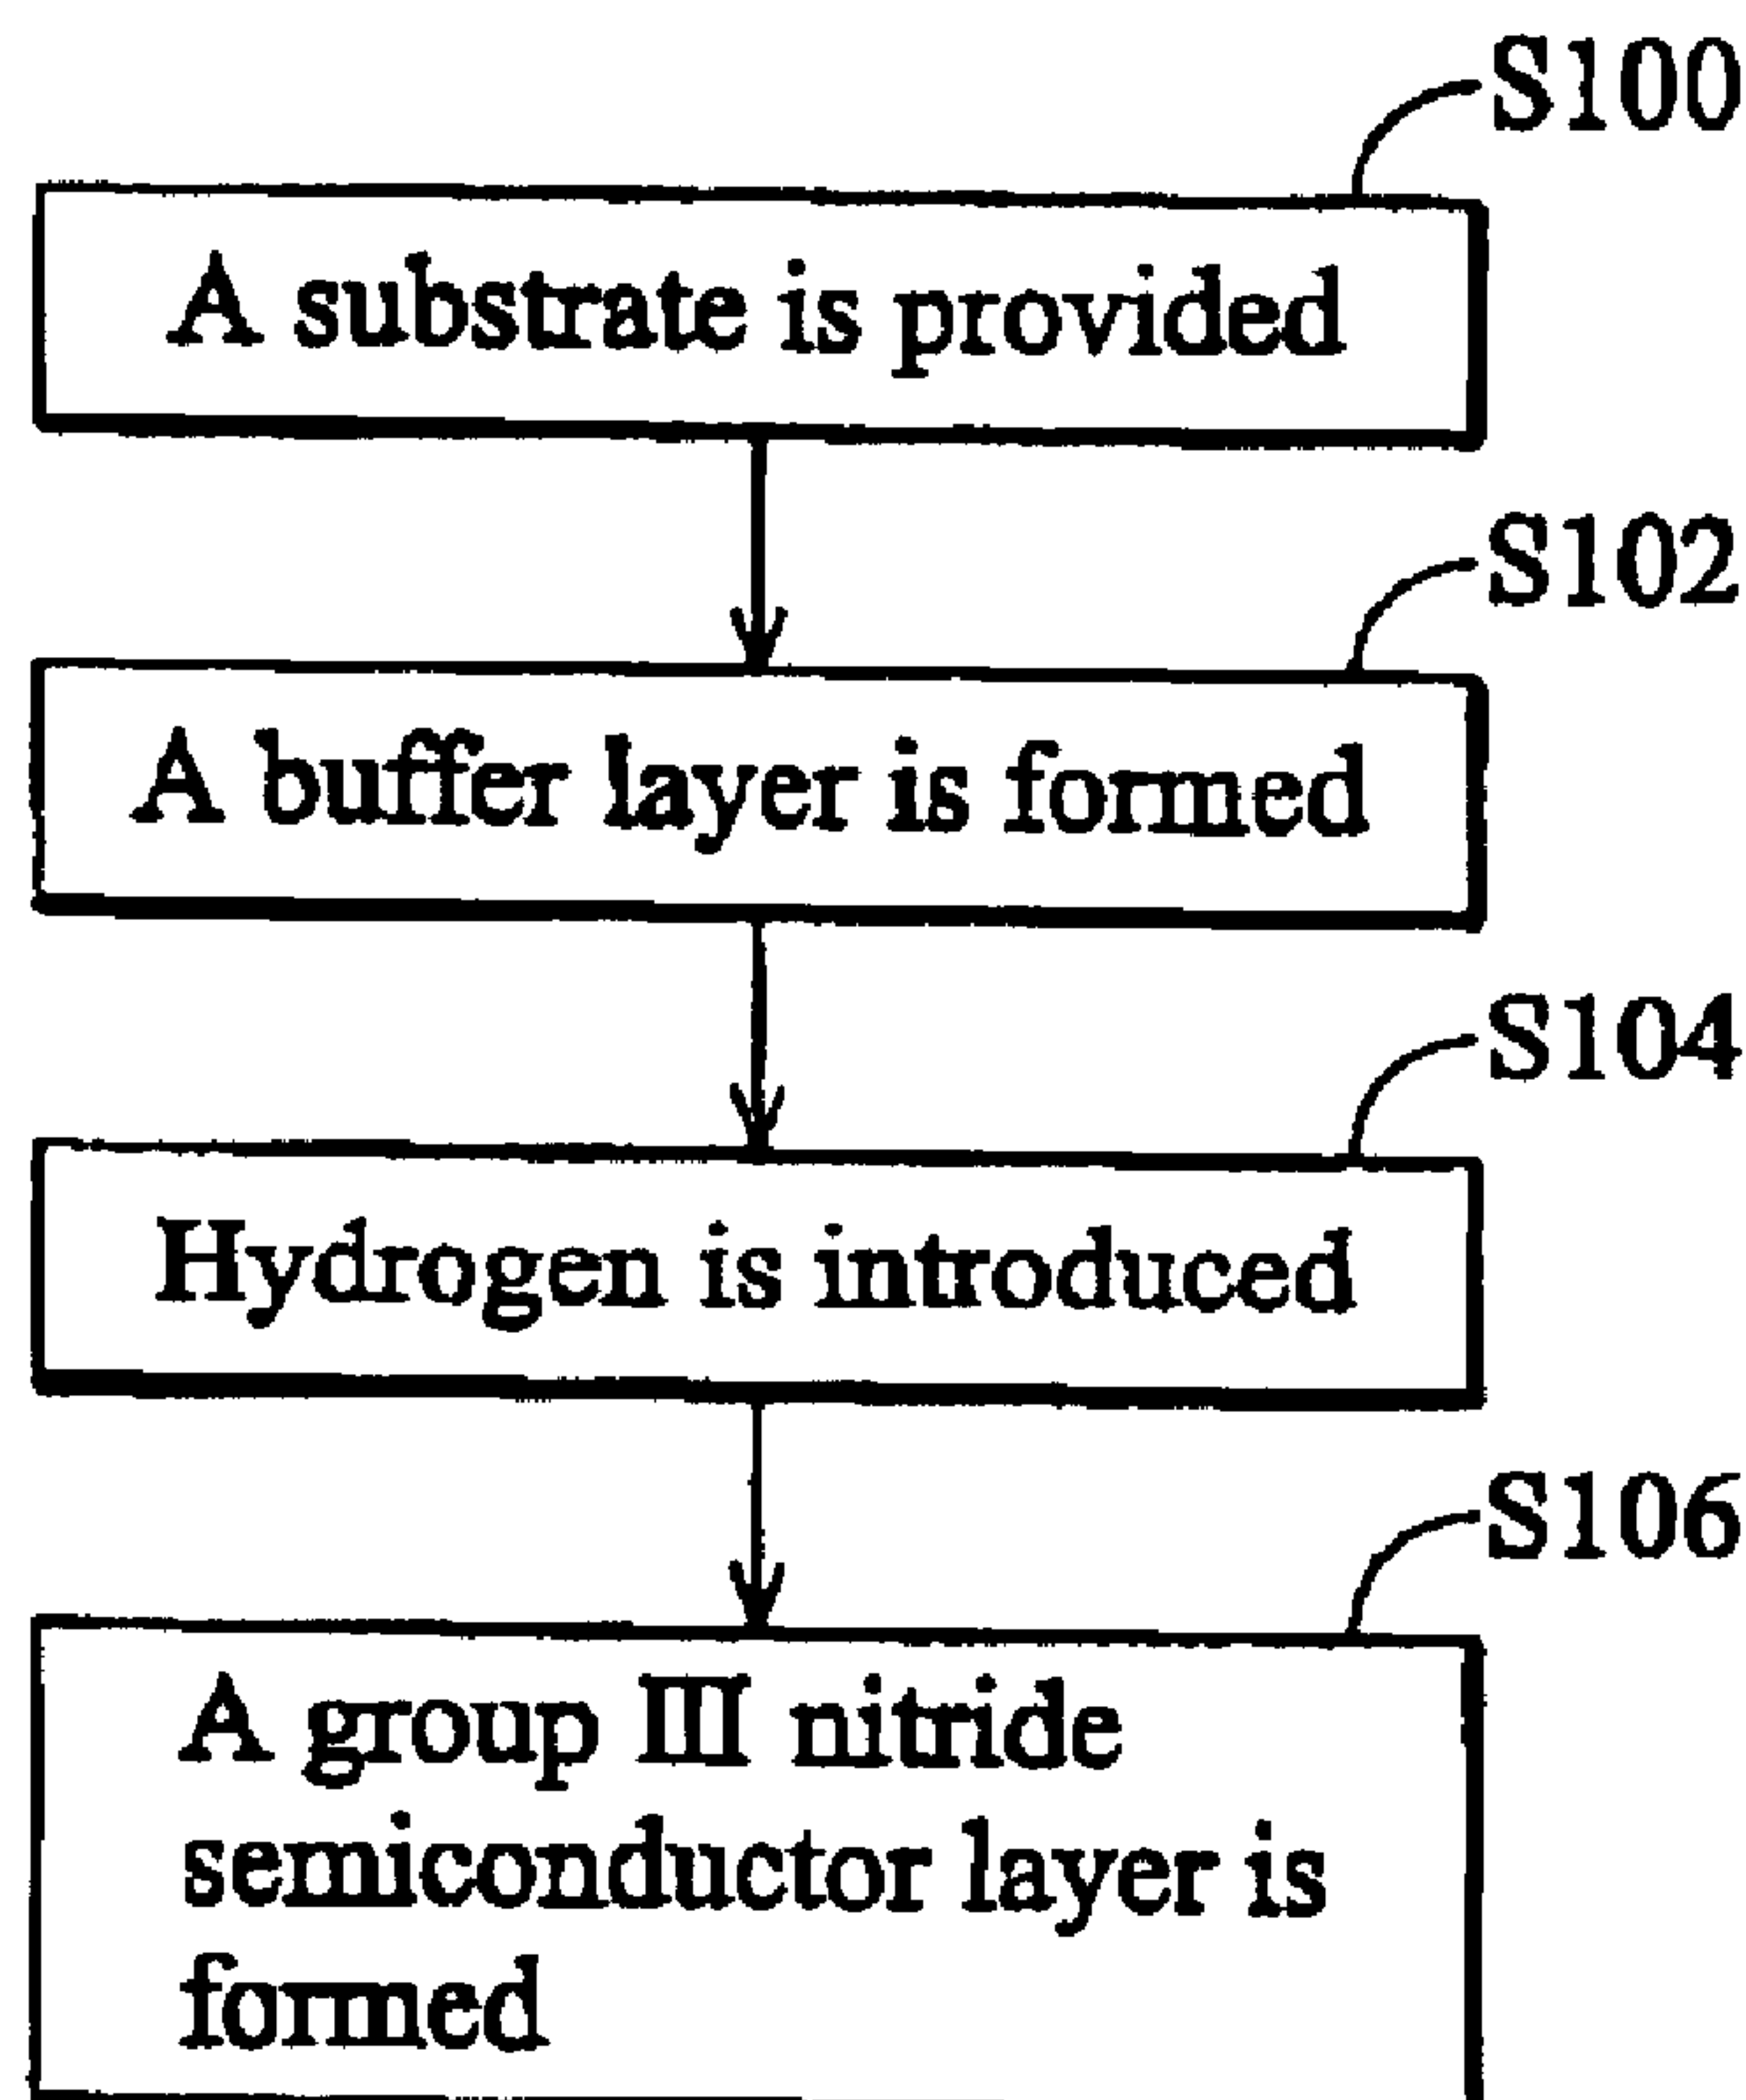 S100
A substrate is provided
S102
A buffer layer is formed
S104
Hydrogen is introduced
S106
A group III nitride
semiconductor layer is
formed